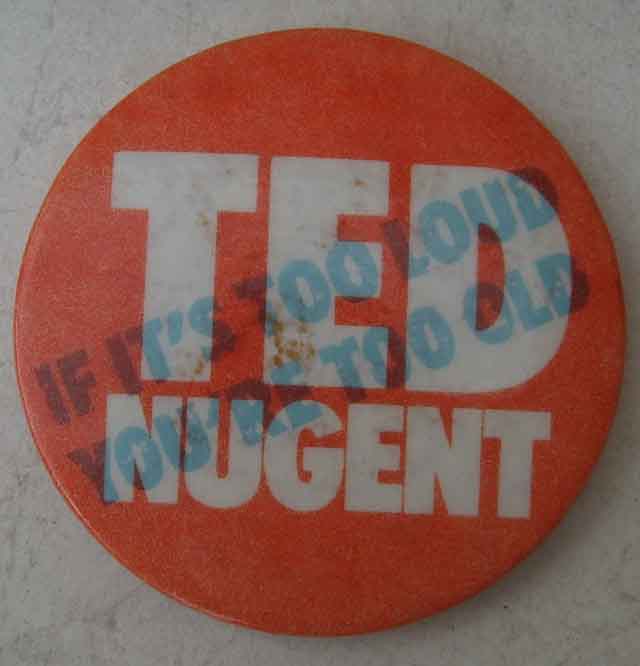 TED
NUGENT
IF IT'S TOO LOUD
YOU'RE TOO OLD